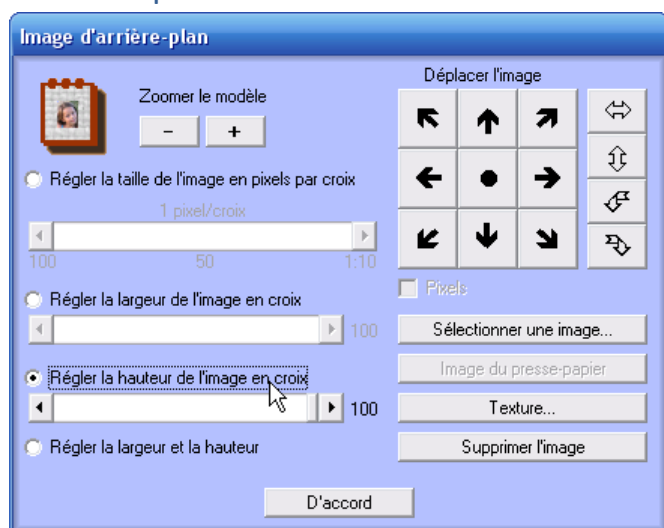 Image d'arrière-plan
Déplacer l'image
Zoomer le modèle
- +
Régler la taille de l'image en pixels par croix
1 pixel/croix
100 50 1:10
Pixels
Régler la largeur de l'image en croix
100
Sélectionner une image...
Image du presse-papier
Régler la hauteur de l'image en croix
100
Texture...
Régler la largeur et la hauteur
Supprimer l'image
D'accord